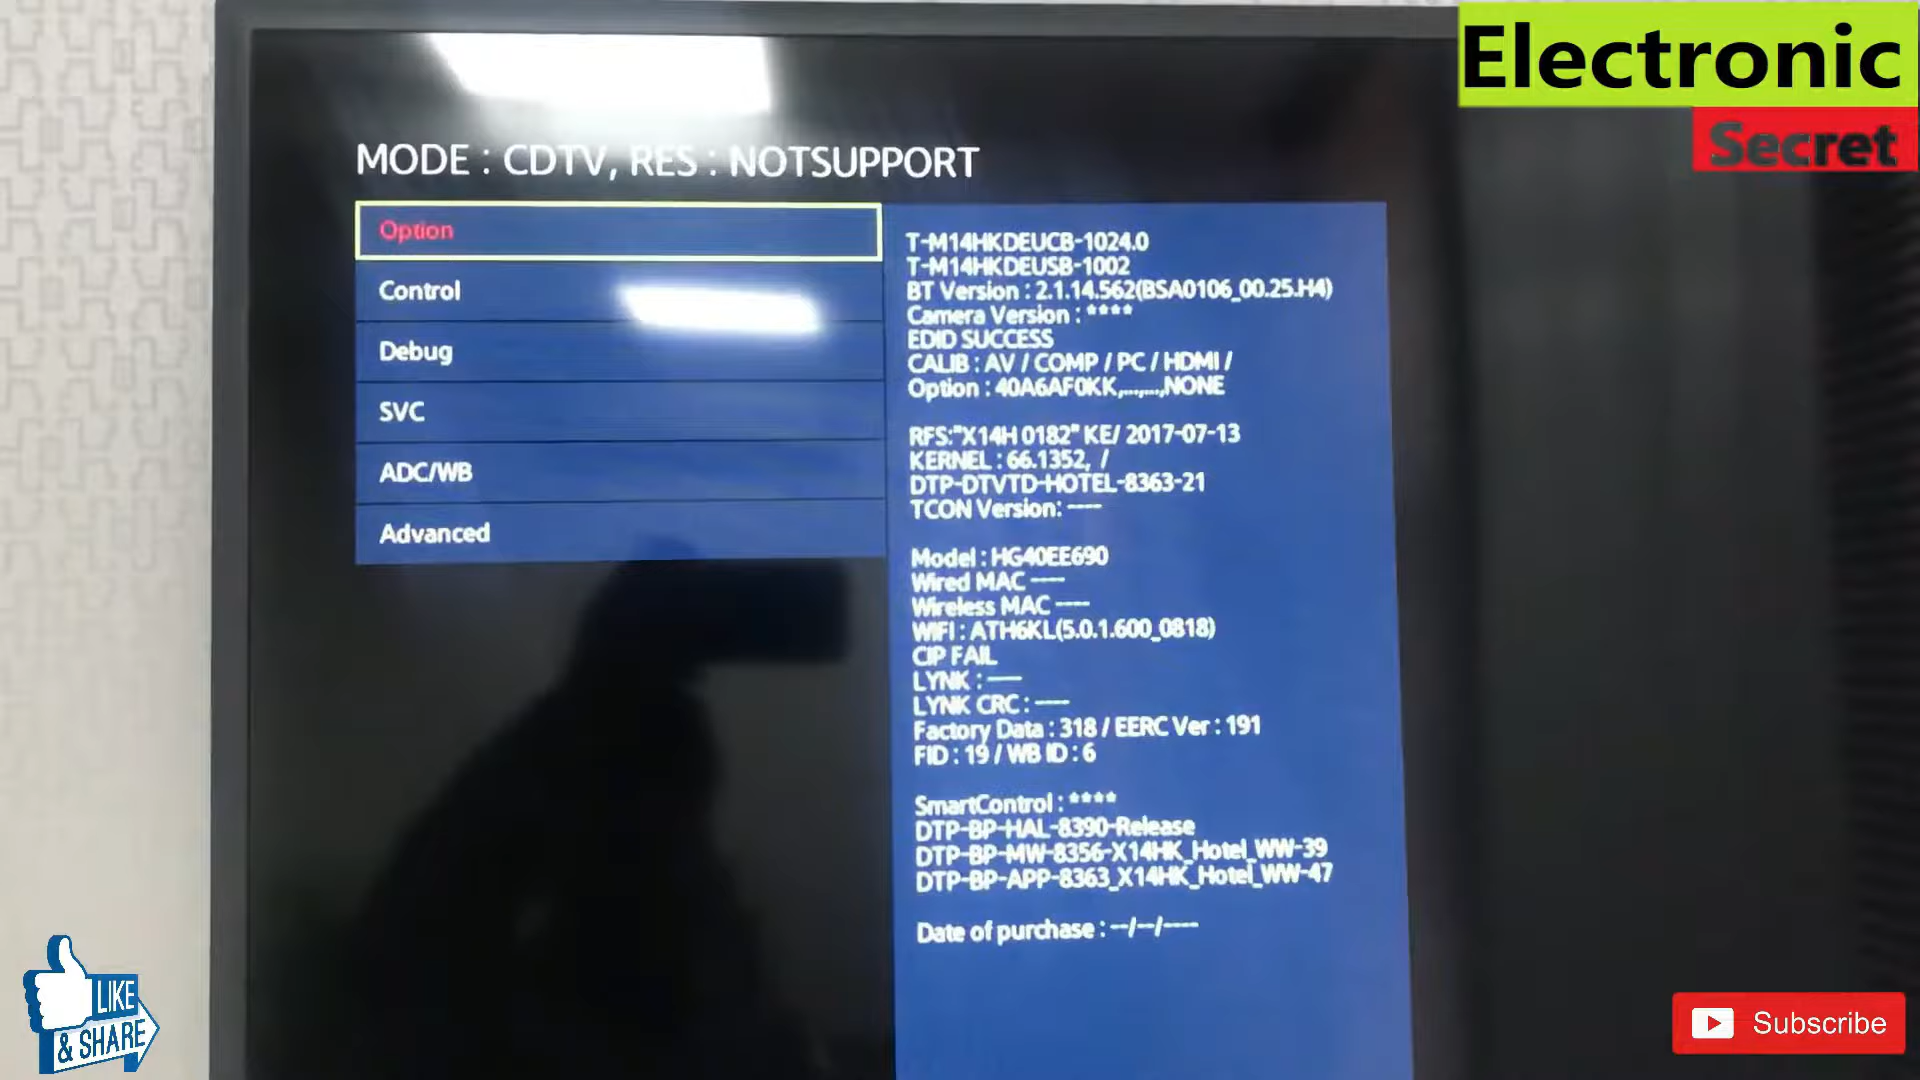 Electronic
Secret
MODE : CDTV, RES : NOTSUPPORT
Option
Control
Debug
SVC
ADC/WB
Advanced
T-M14HKDEUCB-1024.0
T-M14HKDEUSB-1002
BT Version : 2.1.14.562(BSA0106_00.25.H4)
Camera Version : ****
EDID SUCCESS
CALIB : AV / COMP / PC / HDMI /
Option : 40A6AF0KK,...,...,NONE
RFS:"X14H 0182" KE/ 2017-07-13
KERNEL : 66.1352, /
DTP-DTVTD-HOTEL-8363-21
TCON Version: ----
Model : HG40EE690
Wired MAC ----
Wireless MAC ----
WIFI : ATH6KL(5.0.1.600_0818)
CIP FAIL
LYNK : ----
LYNK CRC : ----
Factory Data : 318 / EERC Ver : 191
FID : 19 / WB ID : 6
SmartControl : ****
DTP-BP-HAL-8390-Release
DTP-BP-MW-8356-X14HK_Hotel_WW-39
DTP-BP-APP-8363_X14HK_Hotel_WW-47
Date of purchase : --/--/----
LIKE
& SHARE
Subscribe